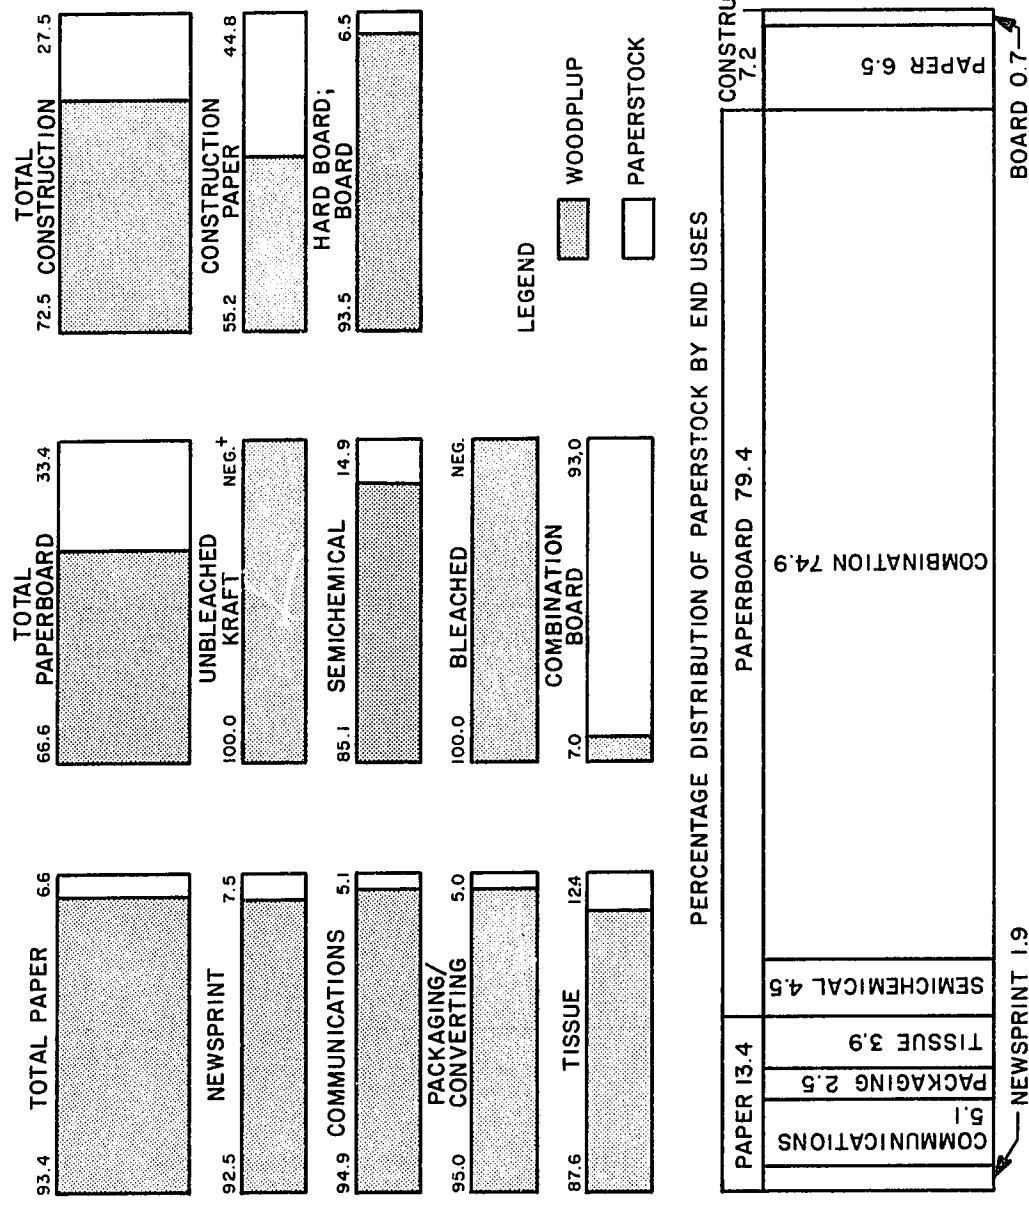 TOTAL PAPER
93.4 6.6
NEWSPRINT
92.5 7.5
COMMUNICATIONS
94.9 5.1
PACKAGING/
CONVERTING
95.0 5.0
TISSUE
87.6 12.4
TOTAL
PAPERBOARD
66.6 33.4
UNBLEACHED
KRAFT
100.0 NEG.+
SEMICHEMICAL
85.1 14.9
BLEACHED
100.0 NEG.
COMBINATION
BOARD
7.0 93.0
TOTAL
CONSTRUCTION
72.5 27.5
CONSTRUCTION
PAPER
55.2 44.8
HARD BOARD;
BOARD
93.5 6.5
LEGEND
WOODPLUP
PAPERSTOCK
PERCENTAGE DISTRIBUTION OF PAPERSTOCK BY END USES
PAPER 13.4
PAPERBOARD 79.4
CONSTRU
7.2
COMMUNICATIONS
5.1
PACKAGING 2.5
TISSUE 3.9
SEMICHEMICAL 4.5
COMBINATION 74.9
PAPER 6.5
NEWSPRINT 1.9
BOARD 0.7